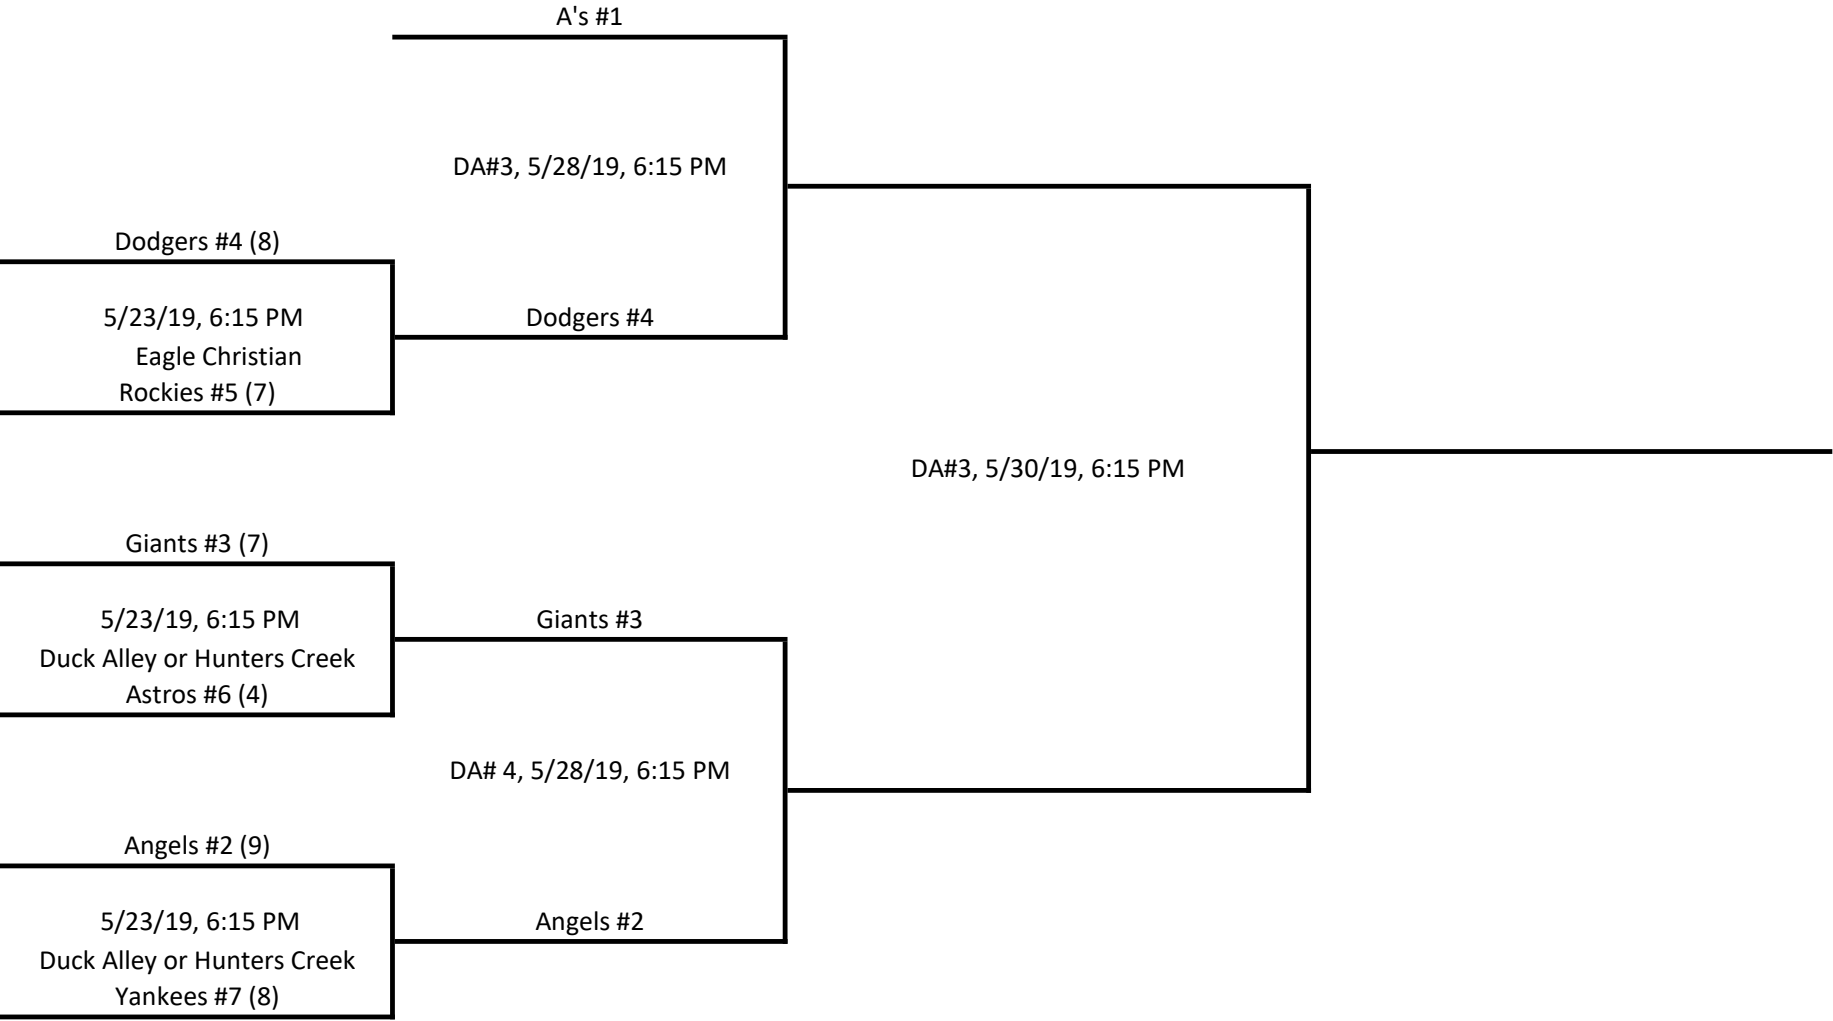 A's #1
DA#3, 5/28/19, 6:15 PM
Dodgers #4 (8)
5/23/19, 6:15 PM
Dodgers #4
Eagle Christian
Rockies #5 (7)
DA#3, 5/30/19, 6:15 PM
Giants #3 (7)
5/23/19, 6:15 PM
Giants #3
Duck Alley or Hunters Creek
Astros #6 (4)
DA# 4, 5/28/19, 6:15 PM
Angels #2 (9)
5/23/19, 6:15 PM
Angels #2
Duck Alley or Hunters Creek
Yankees #7 (8)